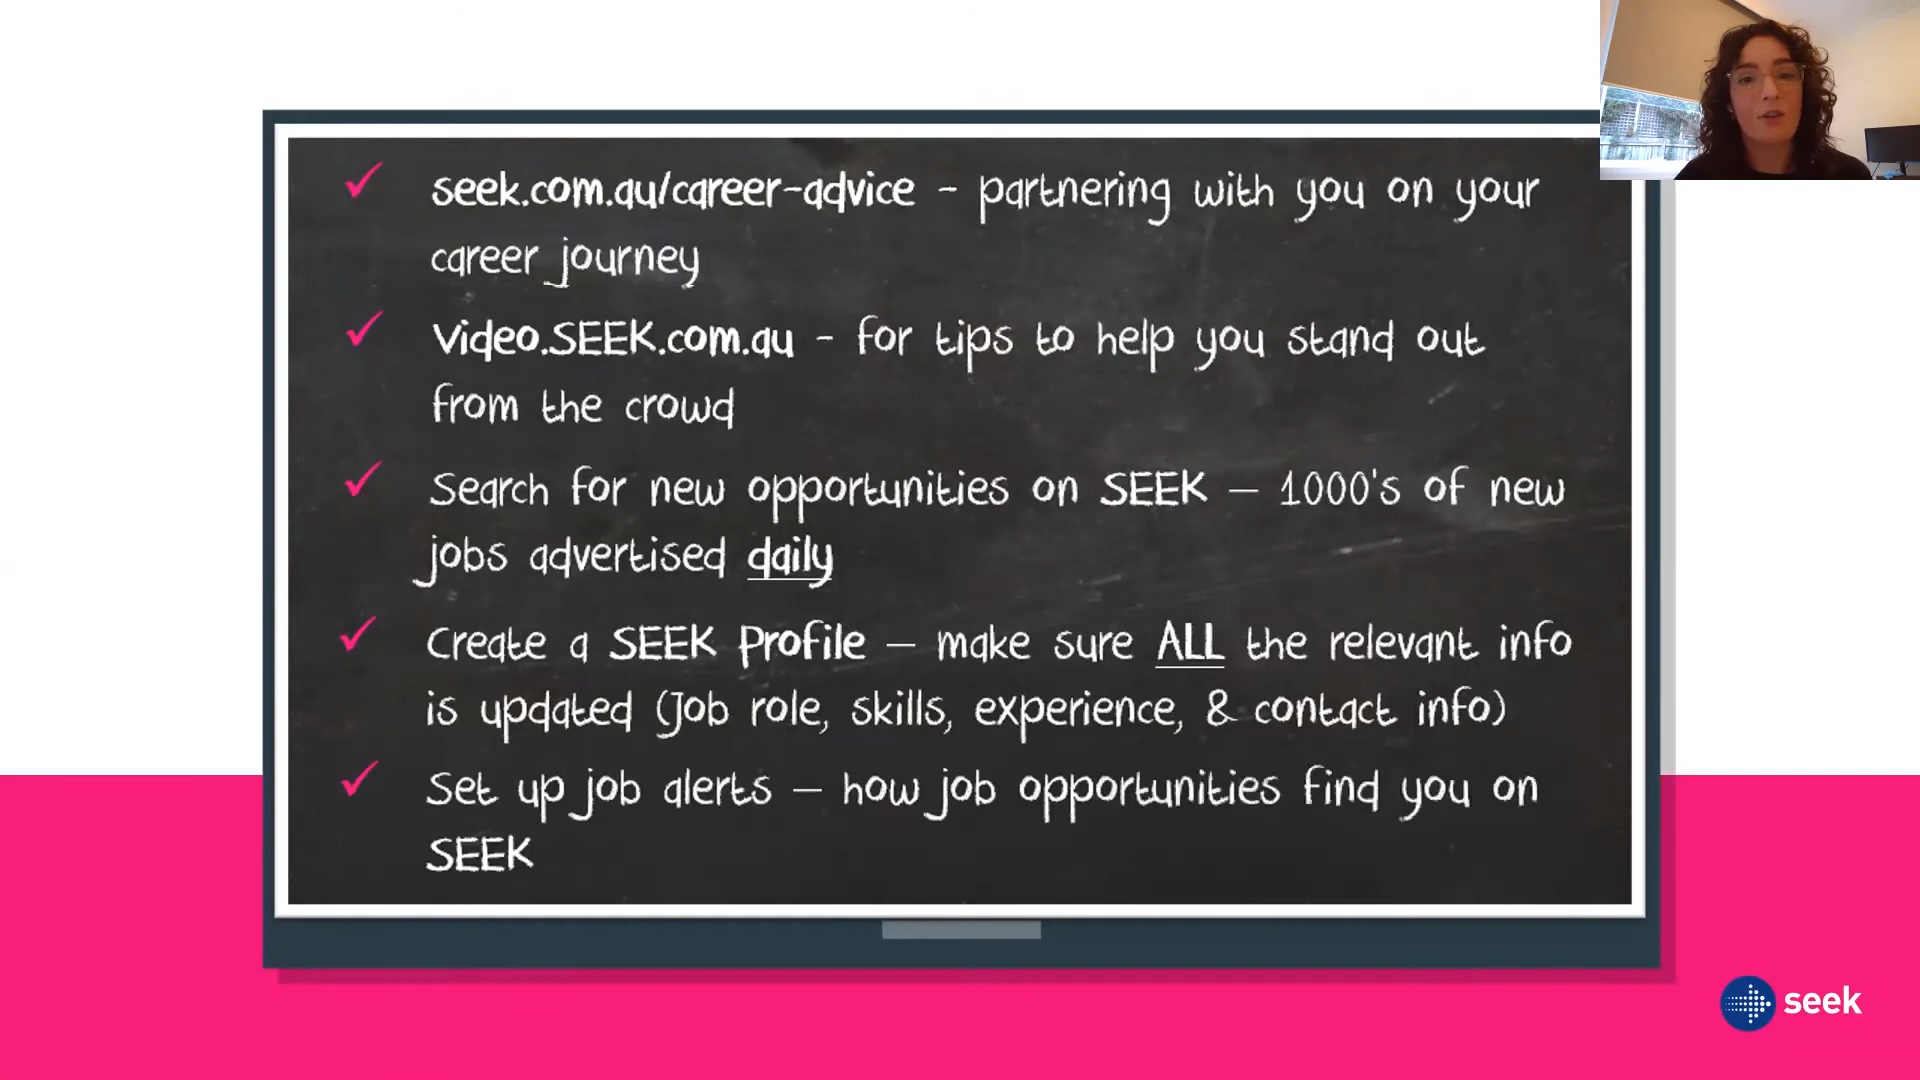 seek.com.au/career-advice - partnering with you on your
career journey
Video.SEEK.com.au - for tips to help you stand out
from the crowd
Search for new opportunities on SEEK – 1000's of new
jobs advertised daily
Create a SEEK Profile – make sure ALL the relevant info
is updated (Job role, skills, experience, & contact info)
Set up job alerts – how job opportunities find you on
SEEK
seek